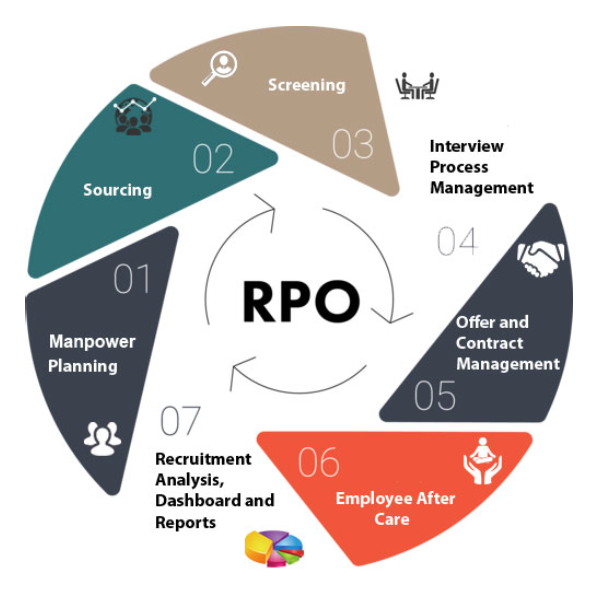 RPO
01
Manpower
Planning
02
Sourcing
03
Screening
04
Interview
Process
Management
05
Offer and
Contract
Management
06
Employee After
Care
07
Recruitment
Analysis,
Dashboard and
Reports